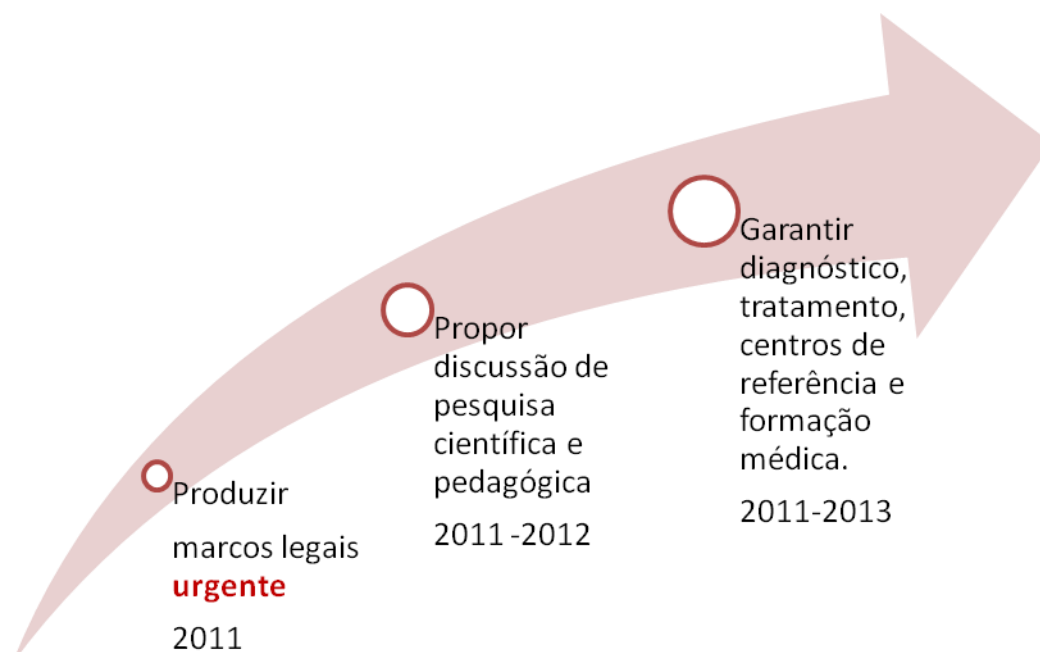 Produzir
marcos legais
urgente
2011
Propor
discussão de
pesquisa
científica e
pedagógica
2011 -2012
Garantir
diagnóstico,
tratamento,
centros de
referência e
formação
médica.
2011-2013